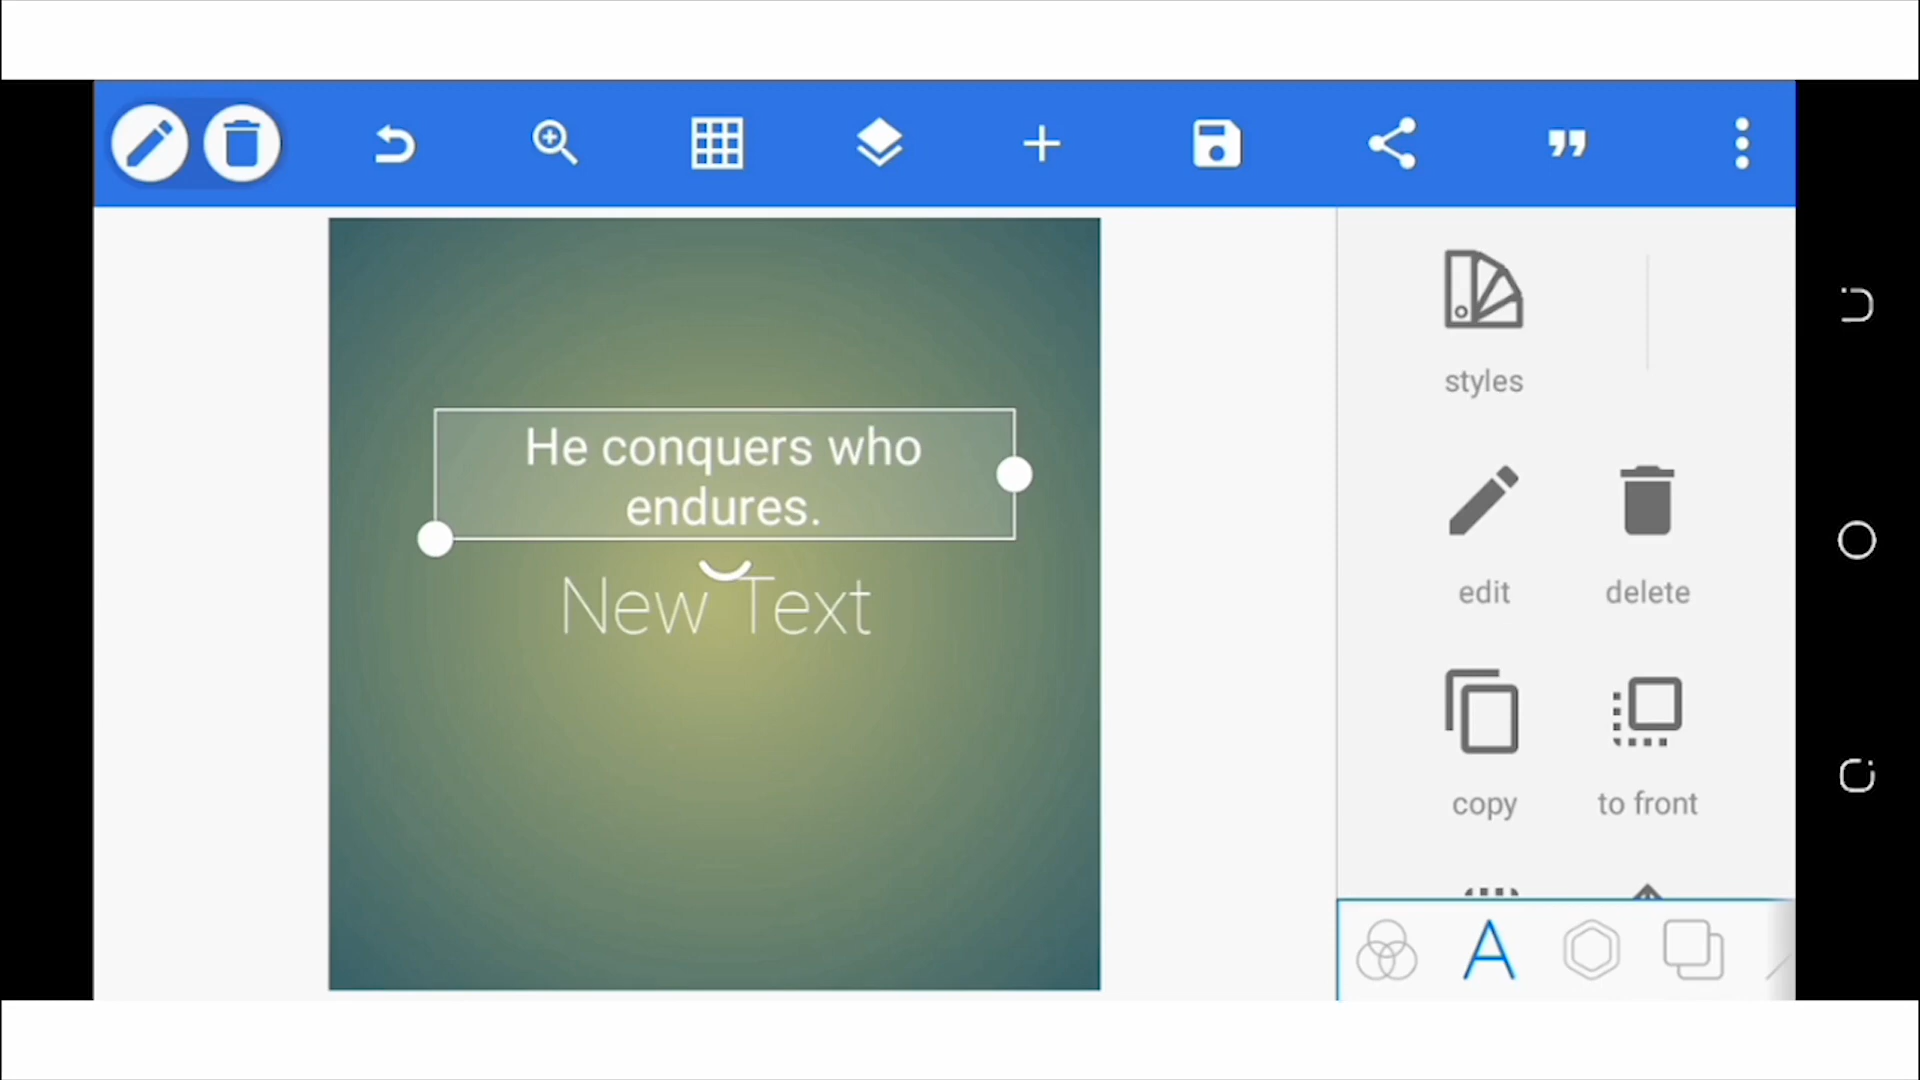 He conquers who
endures.
New Text
styles
edit
delete
copy
to front